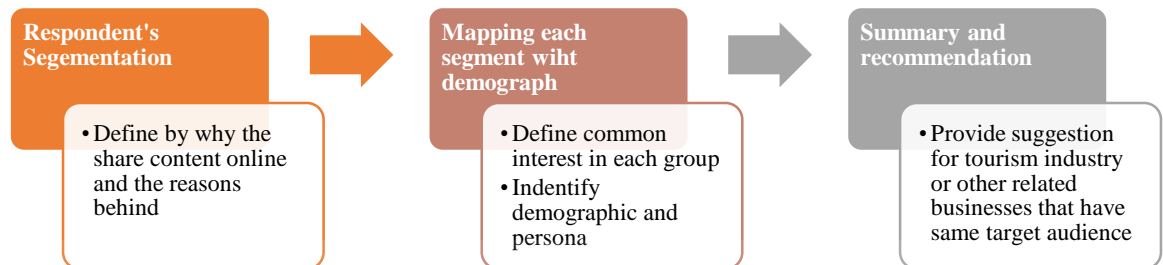 Respondent's
Segementation
• Define by why the
share content online
and the reasons
behind
Mapping each
segment wiht
demograph
• Define common
interest in each group
• Indentify
demographic and
persona
Summary and
recommendation
• Provide suggestion
for tourism industry
or other related
businesses that have
same target audience